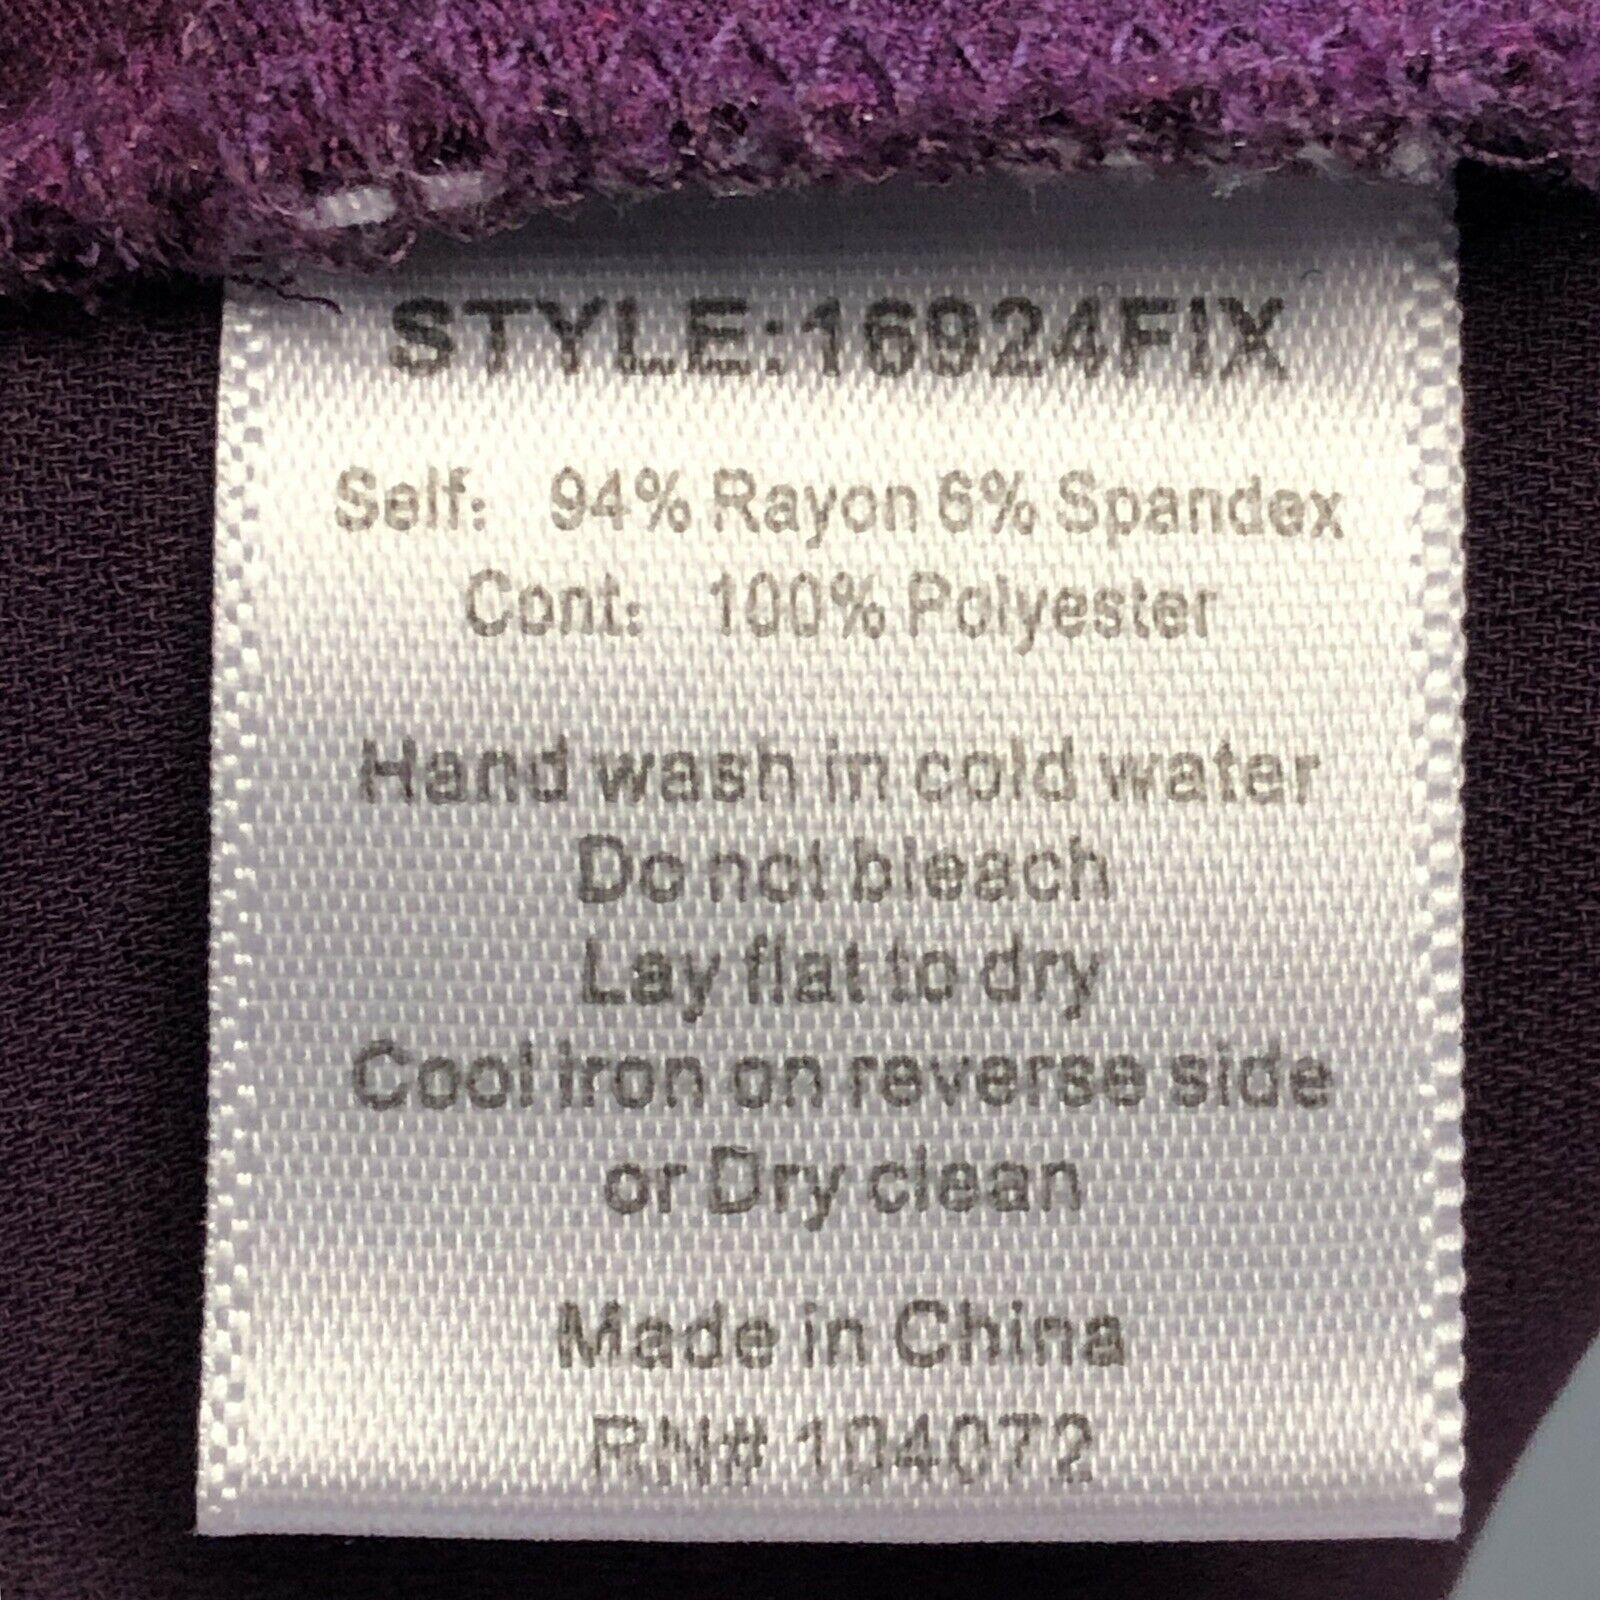 STYLE:16924FIX
Self: 94% Rayon 6% Spandex
Cont: 100% Polyester
Hand wash in cold water
Do not bleach
Lay flat to dry
Cool iron on reverse side
or Dry clean
Made in China
RN# 104072